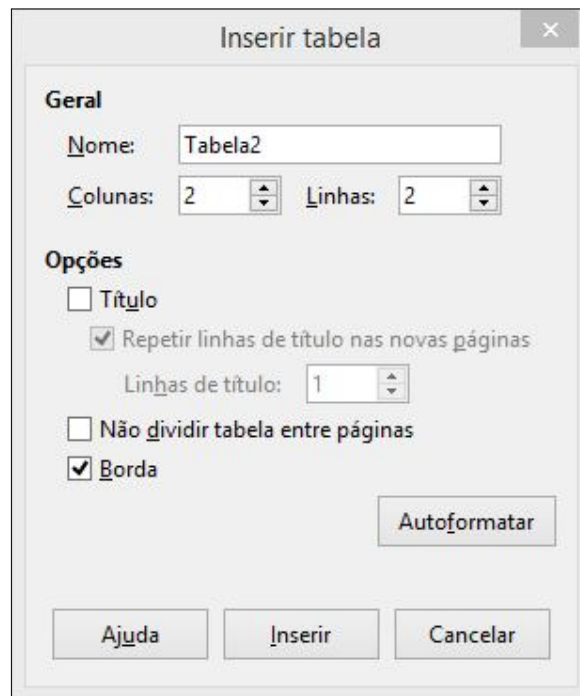 Inserir tabela
Geral
Nome: Tabela2
Colunas: 2 Linhas: 2
Opções
Título
Repetir linhas de título nas novas páginas
Linhas de título: 1
Não dividir tabela entre páginas
Borda
Autoformatar
Ajuda Inserir Cancelar